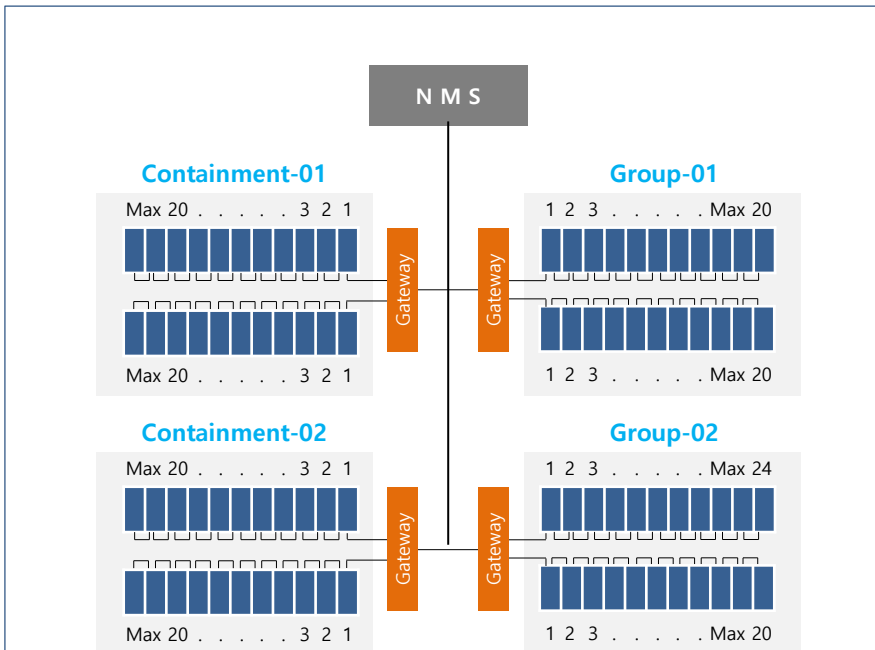 N M S
Containment-01
Max 20 . . . . . 3 2 1
Gateway
Max 20 . . . . . 3 2 1
Group-01
1 2 3 . . . . . Max 20
Gateway
1 2 3 . . . . . Max 20
Containment-02
Max 20 . . . . . 3 2 1
Gateway
Max 20 . . . . . 3 2 1
Group-02
1 2 3 . . . . . Max 24
Gateway
1 2 3 . . . . . Max 20